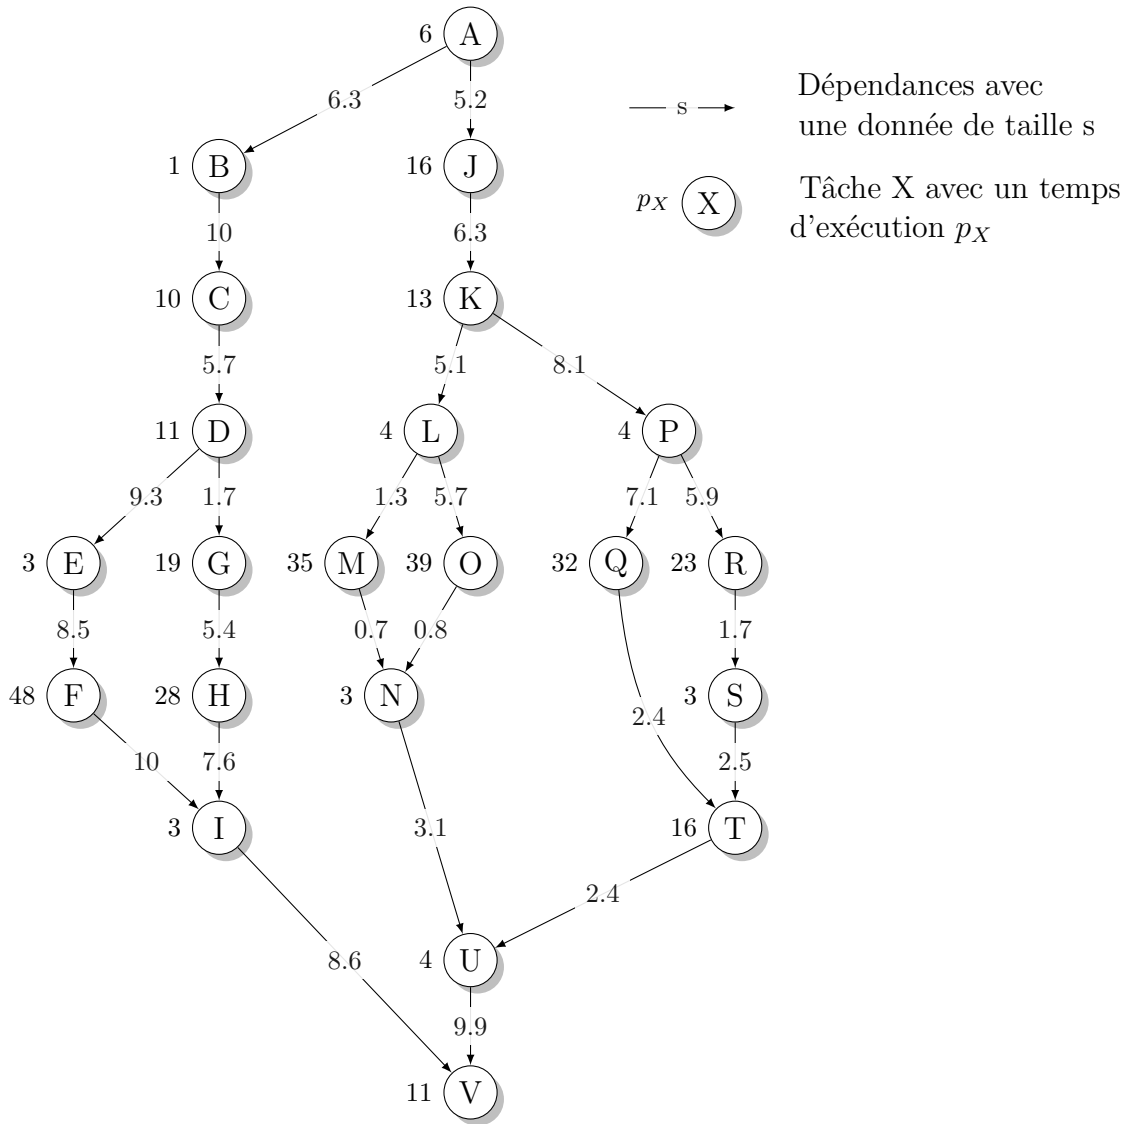 6 A
6.3 5.2
s
Dépendances avec
une donnée de taille s
1 B 16 J
p_X X
Tâche X avec un temps
d'exécution p_X
10 6.3
10 C 13 K
5.7 5.1 8.1
11 D 4 L 4 P
9.3 1.7 1.3 5.7 7.1 5.9
3 E 19 G 35 M 39 O 32 Q 23 R
8.5 5.4 0.7 0.8 1.7
48 F 28 H 3 N 3 S
2.4
10 7.6 2.5
3 I 3.1 16 T
2.4
8.6 4 U
9.9
11 V